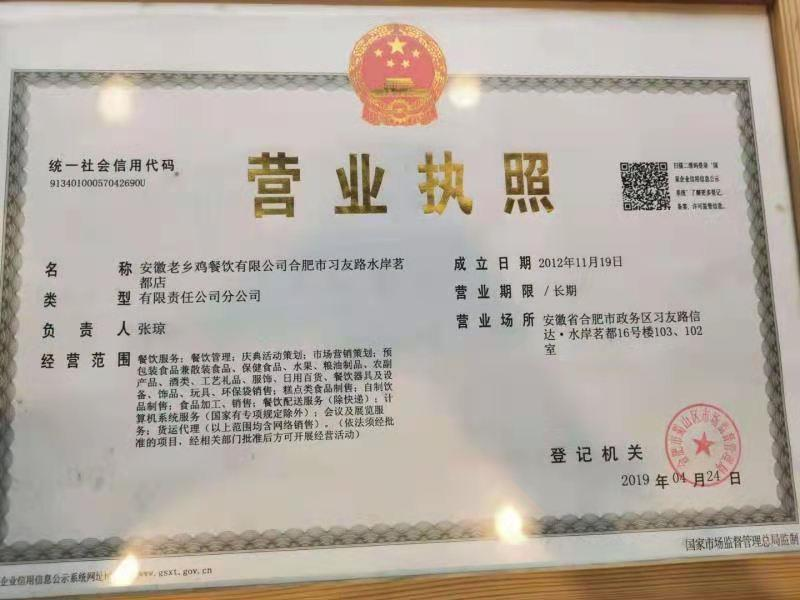 统一社会信用代码
91340100057042690U
营业执照
扫描二维码登录“国
家企业信用信息公示
系统”了解更多登记、
备案、许可监管信息。
名 称 安徽老乡鸡餐饮有限公司合肥市习友路水岸茗
都店
类 型 有限责任公司分公司
负 责 人 张琼
经 营 范 围 餐饮服务；餐饮管理；庆典活动策划；市场营销策划；预
包装食品兼散装食品、保健食品、水果、粮油制品、农副
产品、酒类、工艺礼品、服饰、日用百货、餐饮器具及设
备、饰品、玩具、环保袋销售；糕点类食品制售；自制饮
品制售；食品加工、销售；餐饮配送服务（除快递）；计
算机系统服务（国家有专项规定除外）；会议及展览服
务；货运代理（以上范围均含网络销售）。（依法须经批
准的项目，经相关部门批准后方可开展经营活动）
成 立 日 期 2012年11月19日
营 业 期 限 / 长期
营 业 场 所 安徽省合肥市政务区习友路信
达·水岸茗都16号楼103、102
室
登 记 机 关
合肥市蜀山区市场监督管理局
2019 年 04 月 24 日
企业信用信息公示系统网址
www.gsxt.gov.cn
国家市场监督管理总局监制